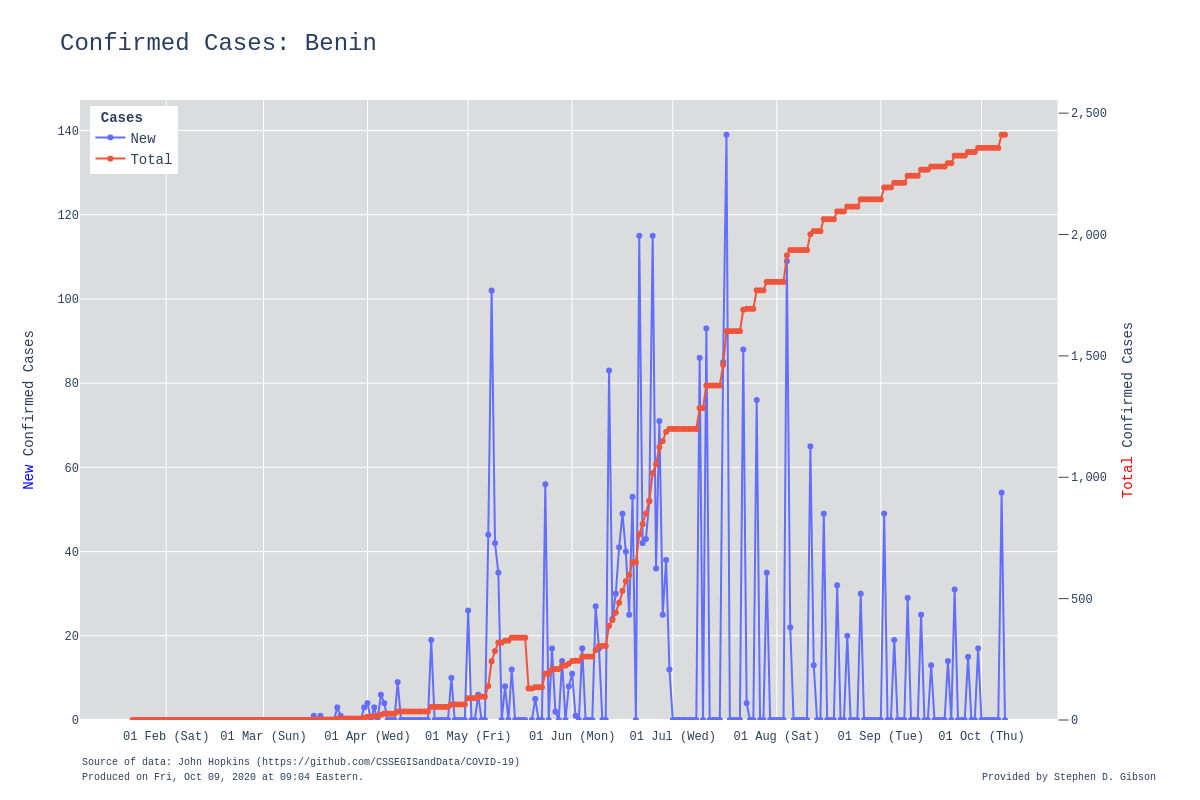 Confirmed Cases: Benin
Cases
New
Total
140
120
100
80
60
40
20
0
2,500
2,000
1,500
1,000
500
0
New Confirmed Cases
Total Confirmed Cases
01 Feb (Sat) 01 Mar (Sun) 01 Apr (Wed) 01 May (Fri) 01 Jun (Mon) 01 Jul (Wed) 01 Aug (Sat) 01 Sep (Tue) 01 Oct (Thu)
Source of data: John Hopkins (https://github.com/CSSEGISandData/COVID-19)
Produced on Fri, Oct 09, 2020 at 09:04 Eastern.
Provided by Stephen D. Gibson